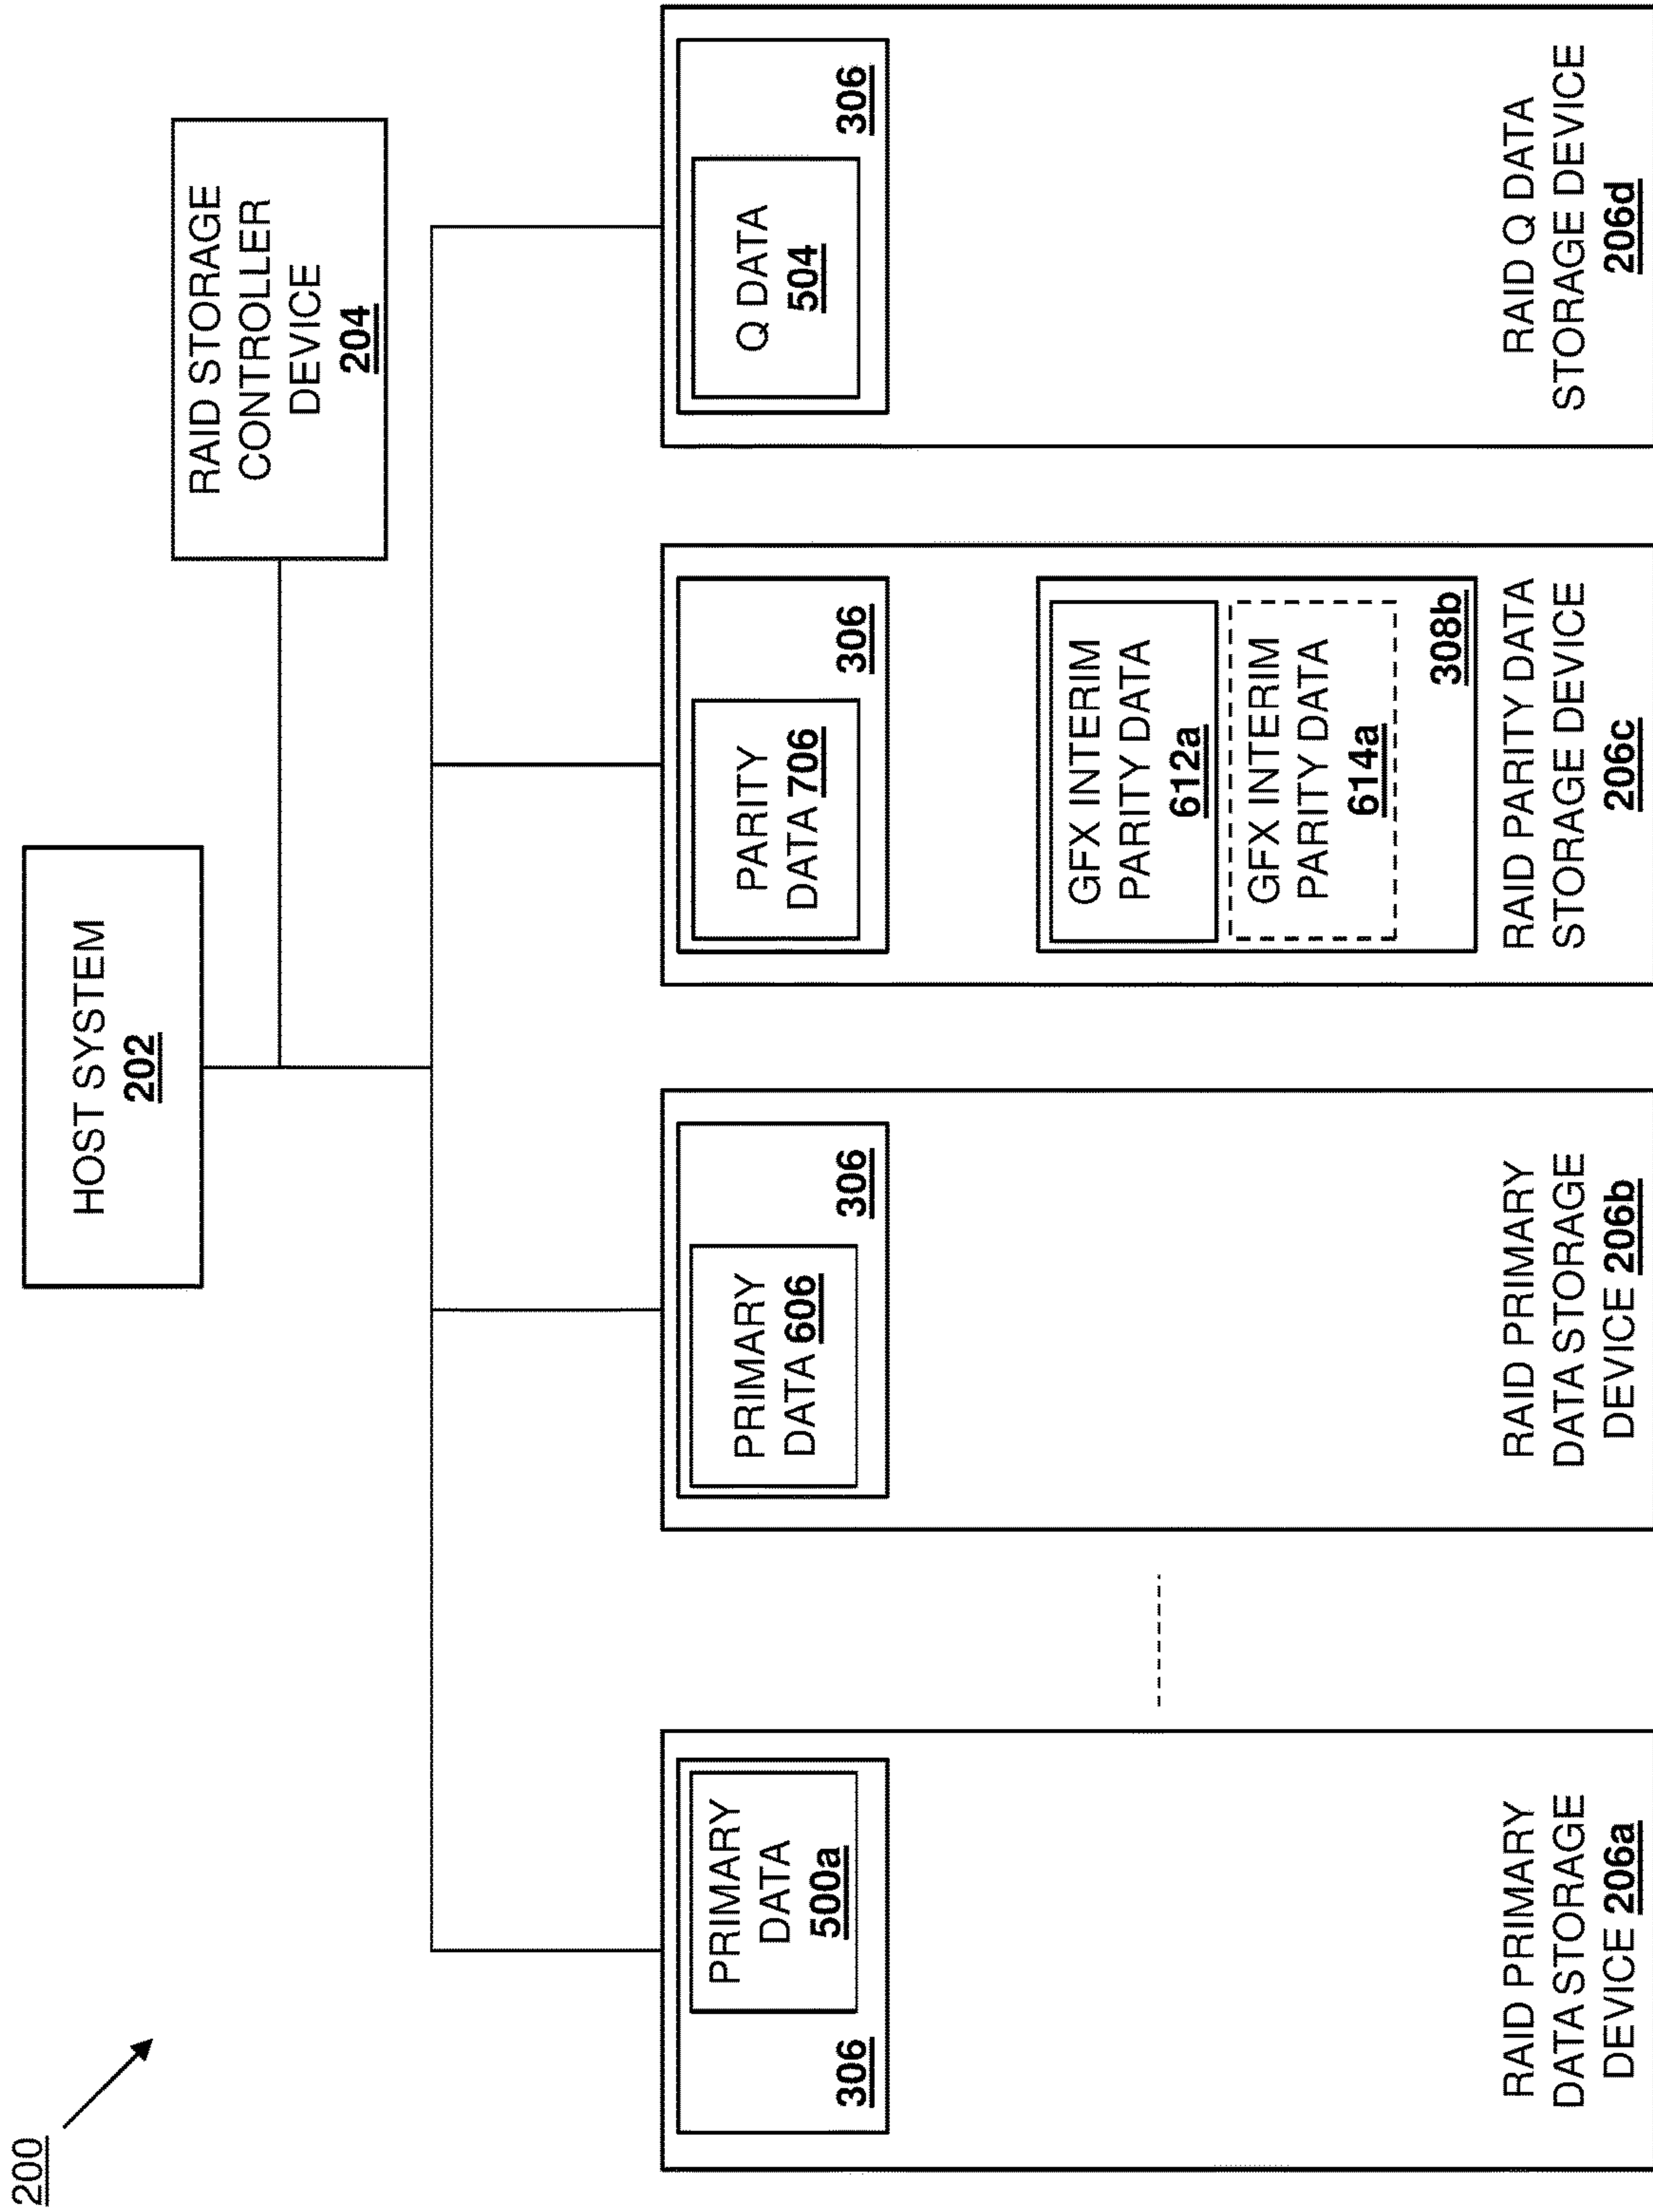 200
HOST SYSTEM
202
RAID STORAGE
CONTROLLER
DEVICE
204
306
PRIMARY
DATA
500a
RAID PRIMARY
DATA STORAGE
DEVICE 206a
PRIMARY
DATA 606
306
RAID PRIMARY
DATA STORAGE
DEVICE 206b
PARITY
DATA 706
306
GFX INTERIM
PARITY DATA
612a
GFX INTERIM
PARITY DATA
614a
308b
RAID PARITY DATA
STORAGE DEVICE
206c
Q DATA
504
306
RAID Q DATA
STORAGE DEVICE
206d